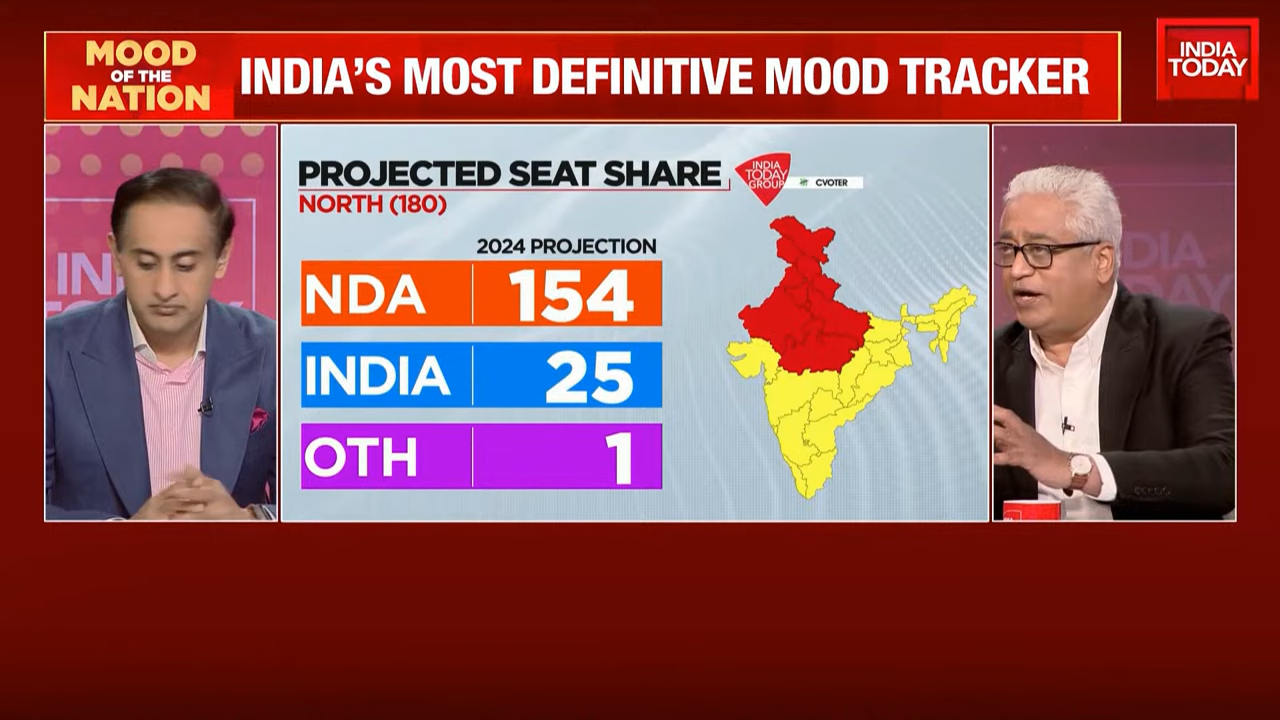 MOOD
OF THE
NATION
INDIA'S MOST DEFINITIVE MOOD TRACKER
INDIA
TODAY
PROJECTED SEAT SHARE
NORTH (180)
INDIA
TODAY
GROUP
CVOTER
2024 PROJECTION
NDA 154
INDIA 25
OTH 1